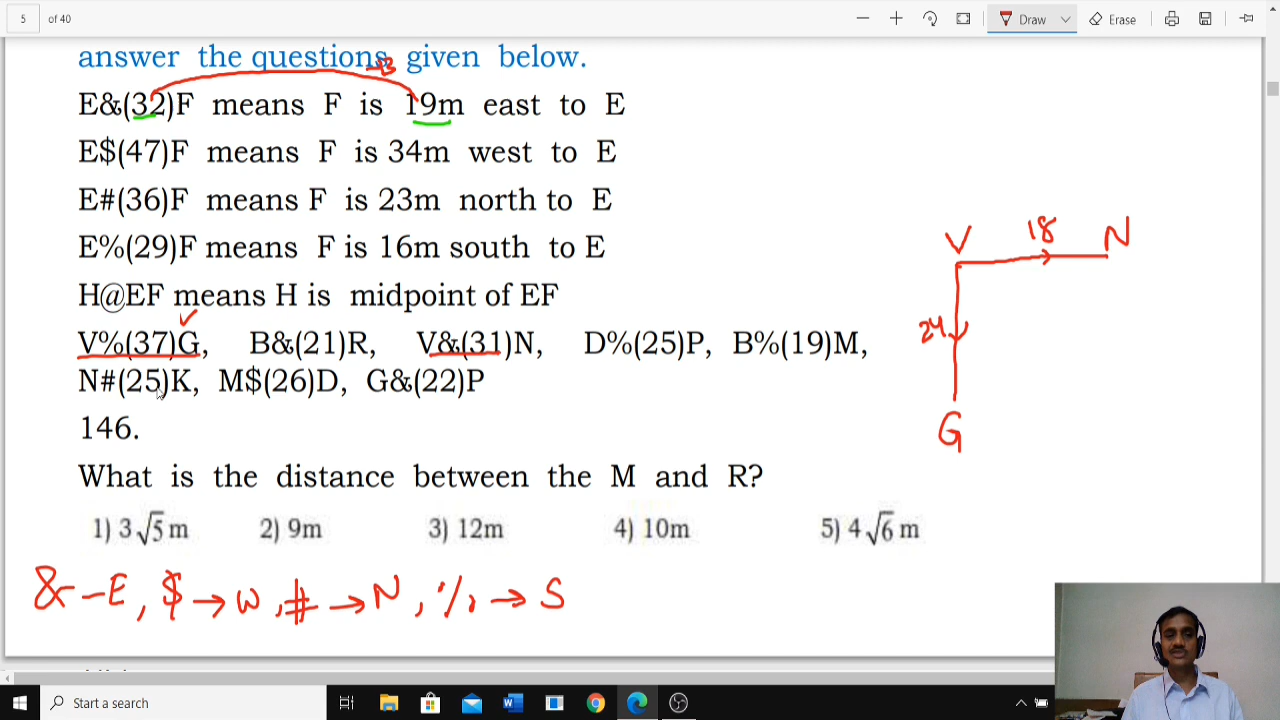 5 of 40
Draw
Erase
answer the questions given below.
E&(32)F means F is 19m east to E
E$(47)F means F is 34m west to E
E#(36)F means F is 23m north to E
E%(29)F means F is 16m south to E
H@EF means H is midpoint of EF
V%(37)G, B&(21)R, V&(31)N, D%(25)P, B%(19)M,
N#(25)K, M$(26)D, G&(22)P
146.
What is the distance between the M and R?
1) 3√5 m 2) 9m 3) 12m 4) 10m 5) 4√6 m
& - E, $ → W, # → N, % → S
V 18 N
24
G
Start a search